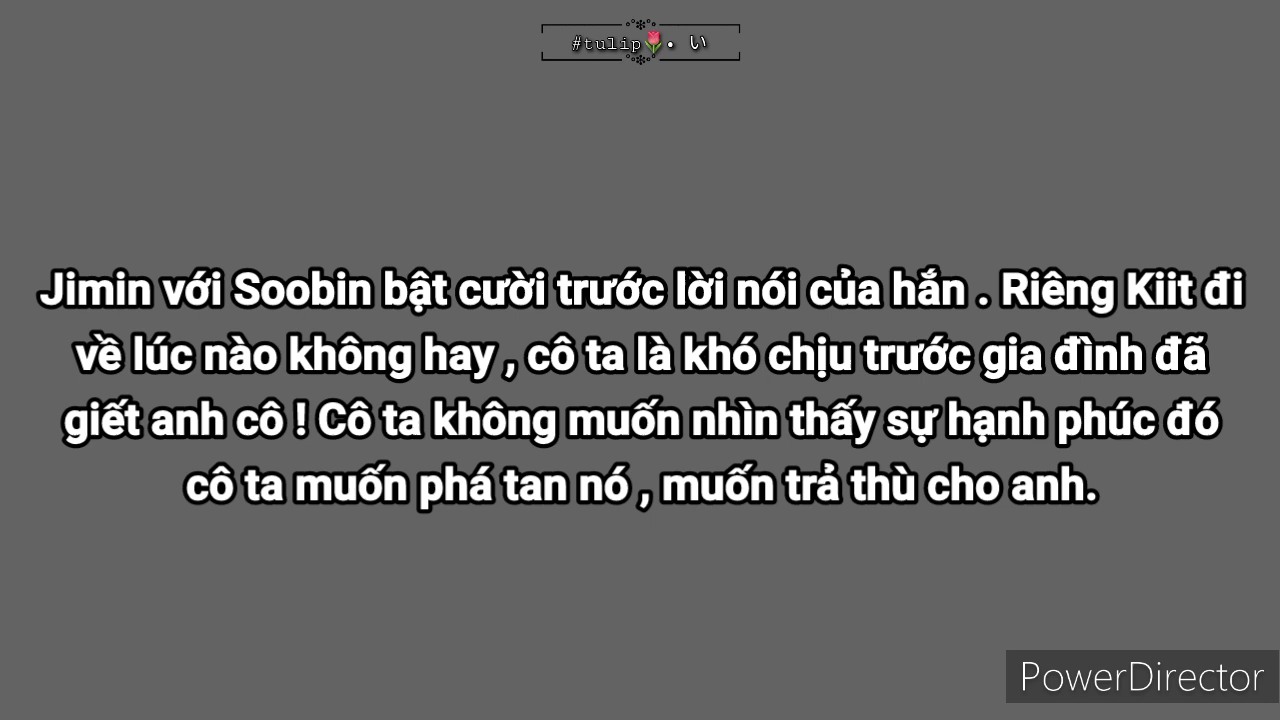 #tulip🌷• い
Jimin với Soobin bật cười trước lời nói của hắn . Riêng Kiit đi
về lúc nào không hay , cô ta là khó chịu trước gia đình đã
giết anh cô ! Cô ta không muốn nhìn thấy sự hạnh phúc đó
cô ta muốn phá tan nó , muốn trả thù cho anh.
PowerDirector